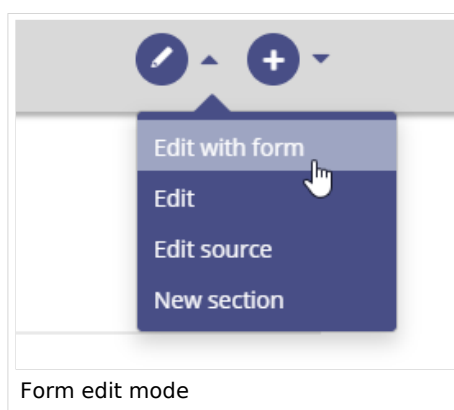 Edit with form
Edit
Edit source
New section
Form edit mode